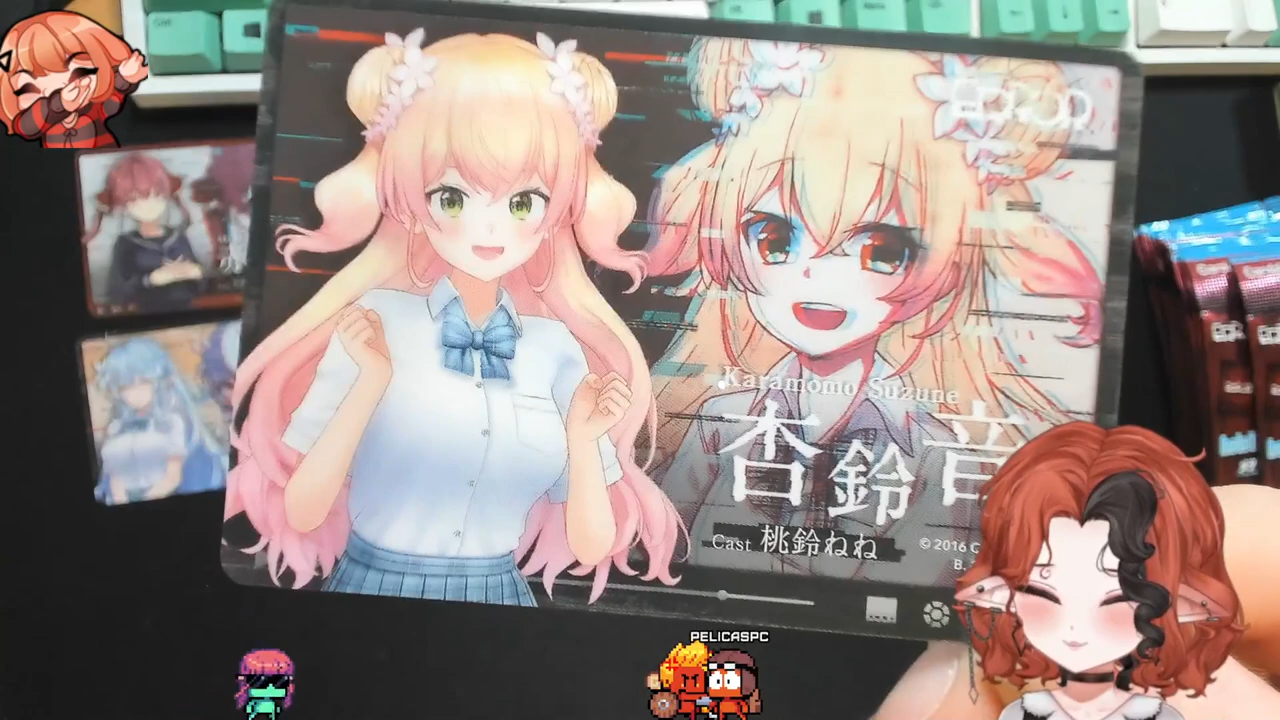 Karamomo Suzune
杏鈴音
Cast 桃鈴ねね
© 2016 C
B.
PELICASPC